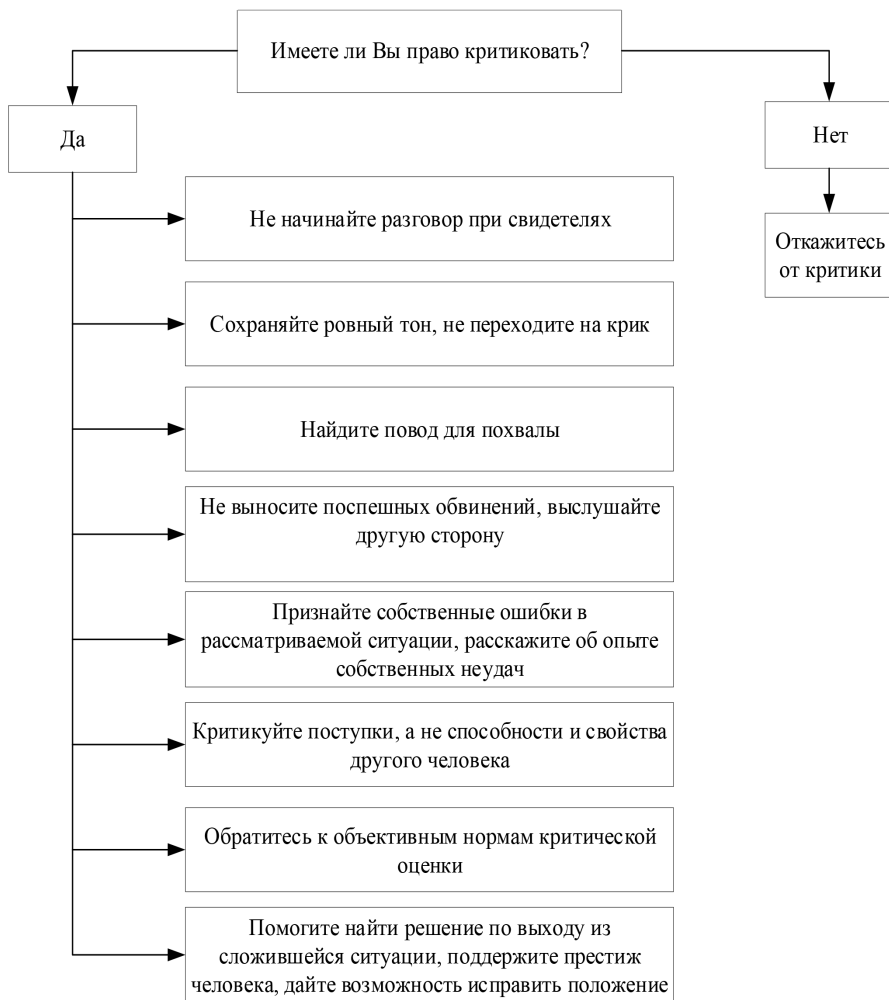 Имеете ли Вы право критиковать?
Да
Нет
Не начинайте разговор при свидетелях
Откажитесь
от критики
Сохраняйте ровный тон, не переходите на крик
Найдите повод для похвалы
Не выносите поспешных обвинений, выслушайте
другую сторону
Признайте собственные ошибки в
рассматриваемой ситуации, расскажите об опыте
собственных неудач
Критикуйте поступки, а не способности и свойства
другого человека
Обратитесь к объективным нормам критической
оценки
Помогите найти решение по выходу из
сложившейся ситуации, поддержите престиж
человека, дайте возможность исправить положение